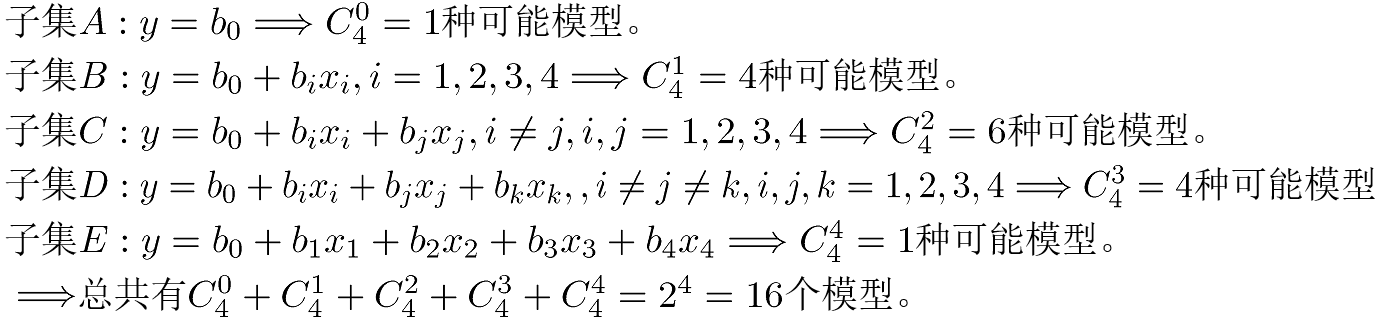 子集A : y = b₀ ⟹ C₄⁰ = 1种可能模型。
子集B : y = b₀ + bᵢxᵢ, i = 1, 2, 3, 4 ⟹ C₄¹ = 4种可能模型。
子集C : y = b₀ + bᵢxᵢ + bⱼxⱼ, i ≠ j, i, j = 1, 2, 3, 4 ⟹ C₄² = 6种可能模型。
子集D : y = b₀ + bᵢxᵢ + bⱼxⱼ + bₖxₖ, , i ≠ j ≠ k, i, j, k = 1, 2, 3, 4 ⟹ C₄³ = 4种可能模型
子集E : y = b₀ + b₁x₁ + b₂x₂ + b₃x₃ + b₄x₄ ⟹ C₄⁴ = 1种可能模型。
⟹总共有C₄⁰ + C₄¹ + C₄² + C₄³ + C₄⁴ = 2⁴ = 16个模型。